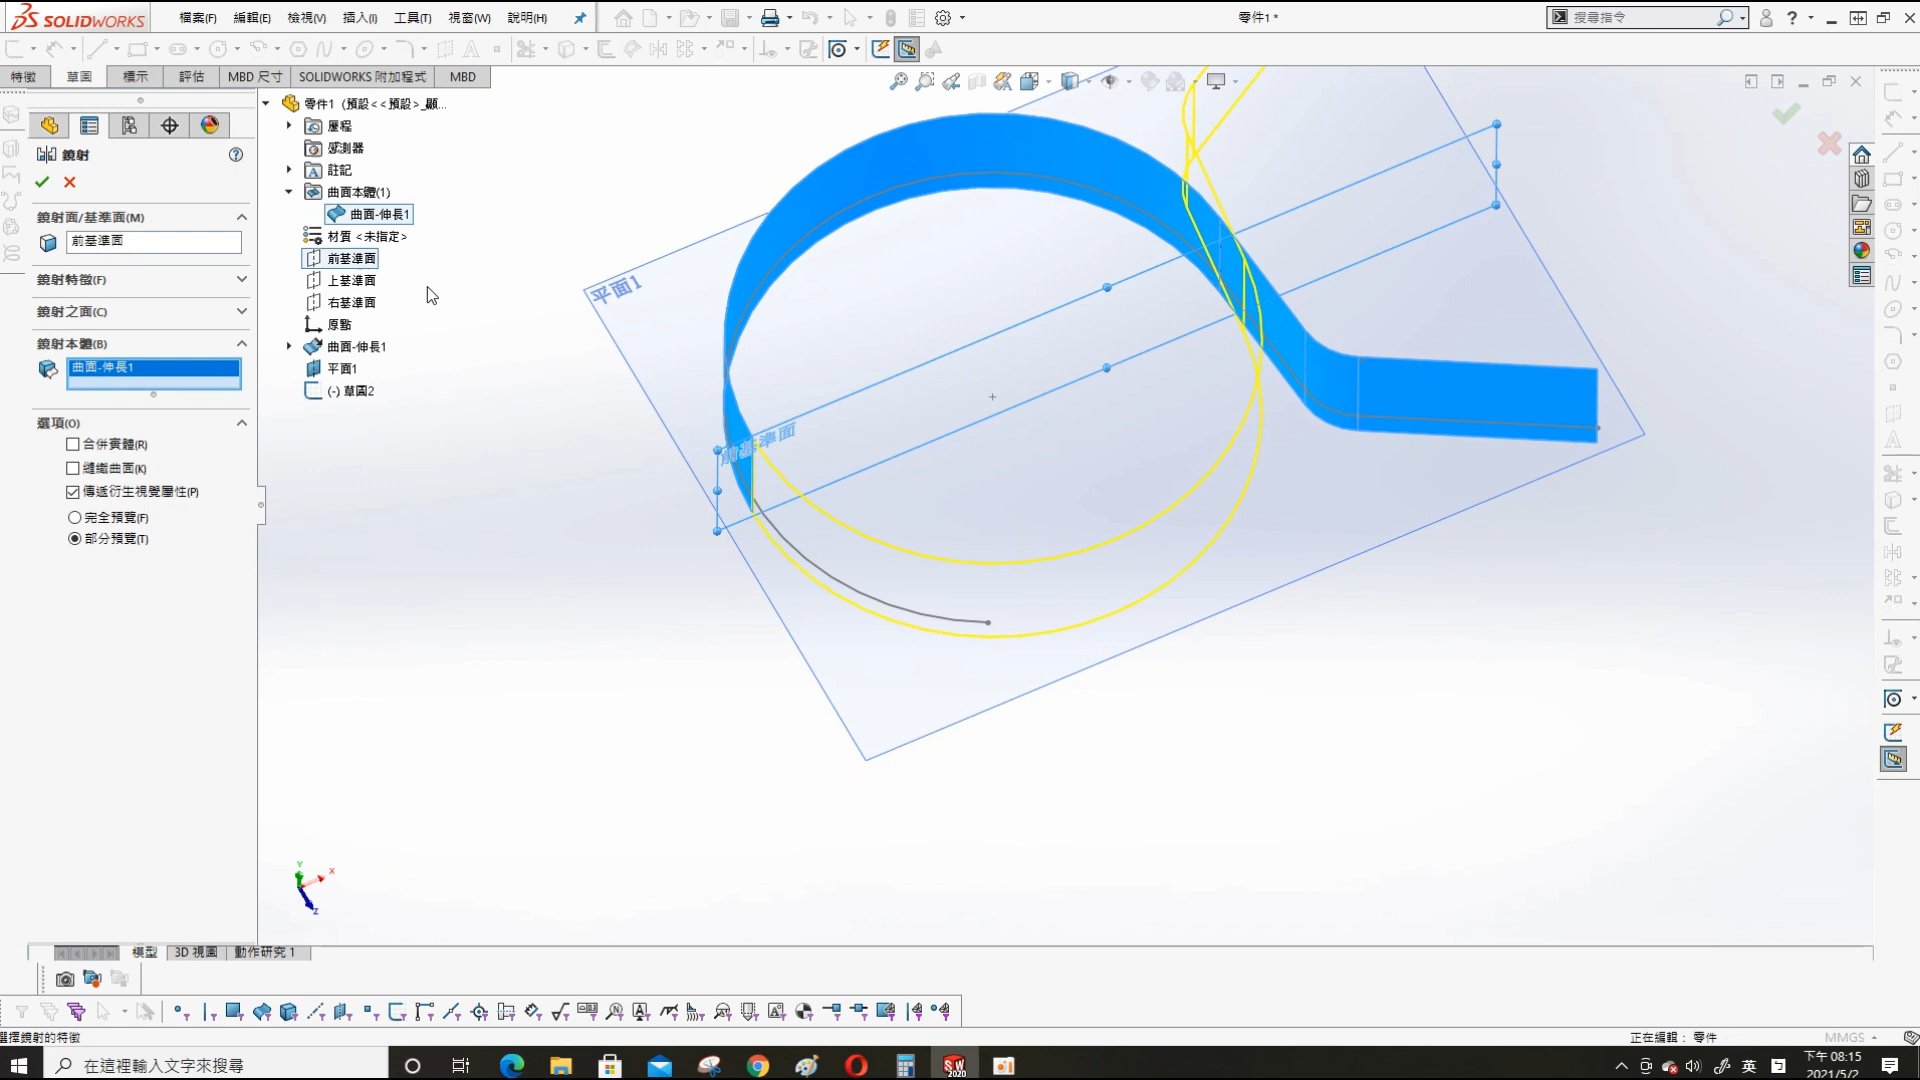 SOLIDWORKS 檔案(F) 編輯(E) 檢視(V) 插入(I) 工具(T) 視窗(W) 說明(H) 零件1 * 搜尋指令
特徵 草圖 標示 評估 MBD 尺寸 SOLIDWORKS 附加程式 MBD
零件1 (預設<<預設>_顯...
歷程
感測器
註記
曲面本體(1)
曲面-伸長1
材質 <未指定>
前基準面
上基準面
右基準面
原點
曲面-伸長1
平面1
(-) 草圖2
鏡射
鏡射面/基準面(M)
前基準面
鏡射特徵(F)
鏡射之面(C)
鏡射本體(B)
曲面-伸長1
選項(O)
合併實體(R)
縫織曲面(K)
傳遞衍生視覺屬性(P)
完全預覽(F)
部分預覽(T)
平面1
前基準面
Y
X
Z
模型 3D 視圖 動作研究 1
選擇鏡射的特徵 正在編輯： 零件 MMGS
在這裡輸入文字來搜尋
SW
2020
英
下午 08:15
2021/5/2